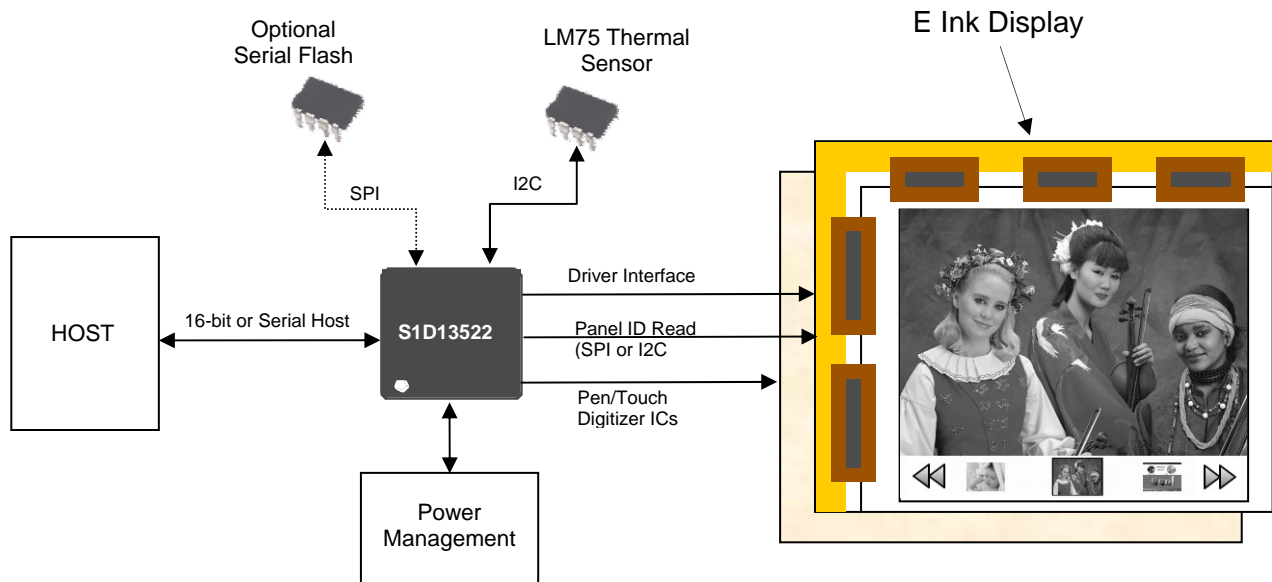 E Ink Display
Optional
Serial Flash
LM75 Thermal
Sensor
SPI
I2C
HOST
16-bit or Serial Host
S1D13522
Driver Interface
Panel ID Read
(SPI or I2C
Pen/Touch
Digitizer ICs
Power
Management